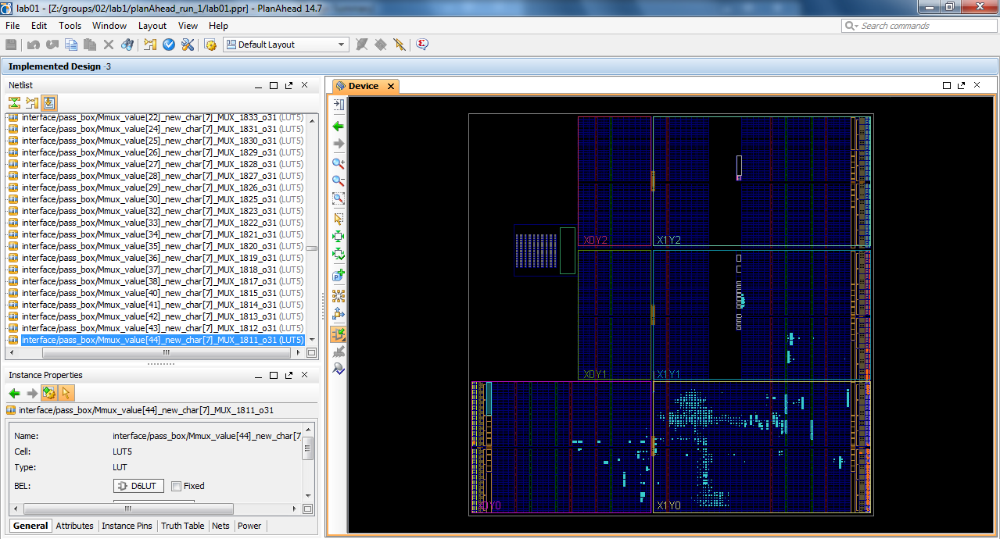 lab01 - [Z:/groups/02/lab1/planAhead_run_1/lab01.ppr] - PlanAhead 14.7
File Edit Tools Window Layout View Help
Search commands
Default Layout
Implemented Design -3
Netlist
Device
interface/pass_box/Mmux_value[22]_new_char[7]_MUX_1833_o31 (LUT5)
interface/pass_box/Mmux_value[24]_new_char[7]_MUX_1831_o31 (LUT5)
interface/pass_box/Mmux_value[25]_new_char[7]_MUX_1830_o31 (LUT5)
interface/pass_box/Mmux_value[26]_new_char[7]_MUX_1829_o31 (LUT5)
interface/pass_box/Mmux_value[27]_new_char[7]_MUX_1828_o31 (LUT5)
interface/pass_box/Mmux_value[28]_new_char[7]_MUX_1827_o31 (LUT5)
interface/pass_box/Mmux_value[29]_new_char[7]_MUX_1826_o31 (LUT5)
interface/pass_box/Mmux_value[30]_new_char[7]_MUX_1825_o31 (LUT5)
interface/pass_box/Mmux_value[32]_new_char[7]_MUX_1823_o31 (LUT5)
interface/pass_box/Mmux_value[33]_new_char[7]_MUX_1822_o31 (LUT5)
interface/pass_box/Mmux_value[34]_new_char[7]_MUX_1821_o31 (LUT5)
interface/pass_box/Mmux_value[35]_new_char[7]_MUX_1820_o31 (LUT5)
interface/pass_box/Mmux_value[36]_new_char[7]_MUX_1819_o31 (LUT5)
interface/pass_box/Mmux_value[37]_new_char[7]_MUX_1818_o31 (LUT5)
interface/pass_box/Mmux_value[38]_new_char[7]_MUX_1817_o31 (LUT5)
interface/pass_box/Mmux_value[40]_new_char[7]_MUX_1815_o31 (LUT5)
interface/pass_box/Mmux_value[41]_new_char[7]_MUX_1814_o31 (LUT5)
interface/pass_box/Mmux_value[42]_new_char[7]_MUX_1813_o31 (LUT5)
interface/pass_box/Mmux_value[43]_new_char[7]_MUX_1812_o31 (LUT5)
interface/pass_box/Mmux_value[44]_new_char[7]_MUX_1811_o31 (LUT5)
Instance Properties
interface/pass_box/Mmux_value[44]_new_char[7]_MUX_1811_o31
Name: interface/pass_box/Mmux_value[44]_new_char[7
Cell: LUT5
Type: LUT
BEL: D6LUT Fixed
General Attributes Instance Pins Truth Table Nets Power
X0Y2 X1Y2
X0Y1 X1Y1
X0Y0 X1Y0